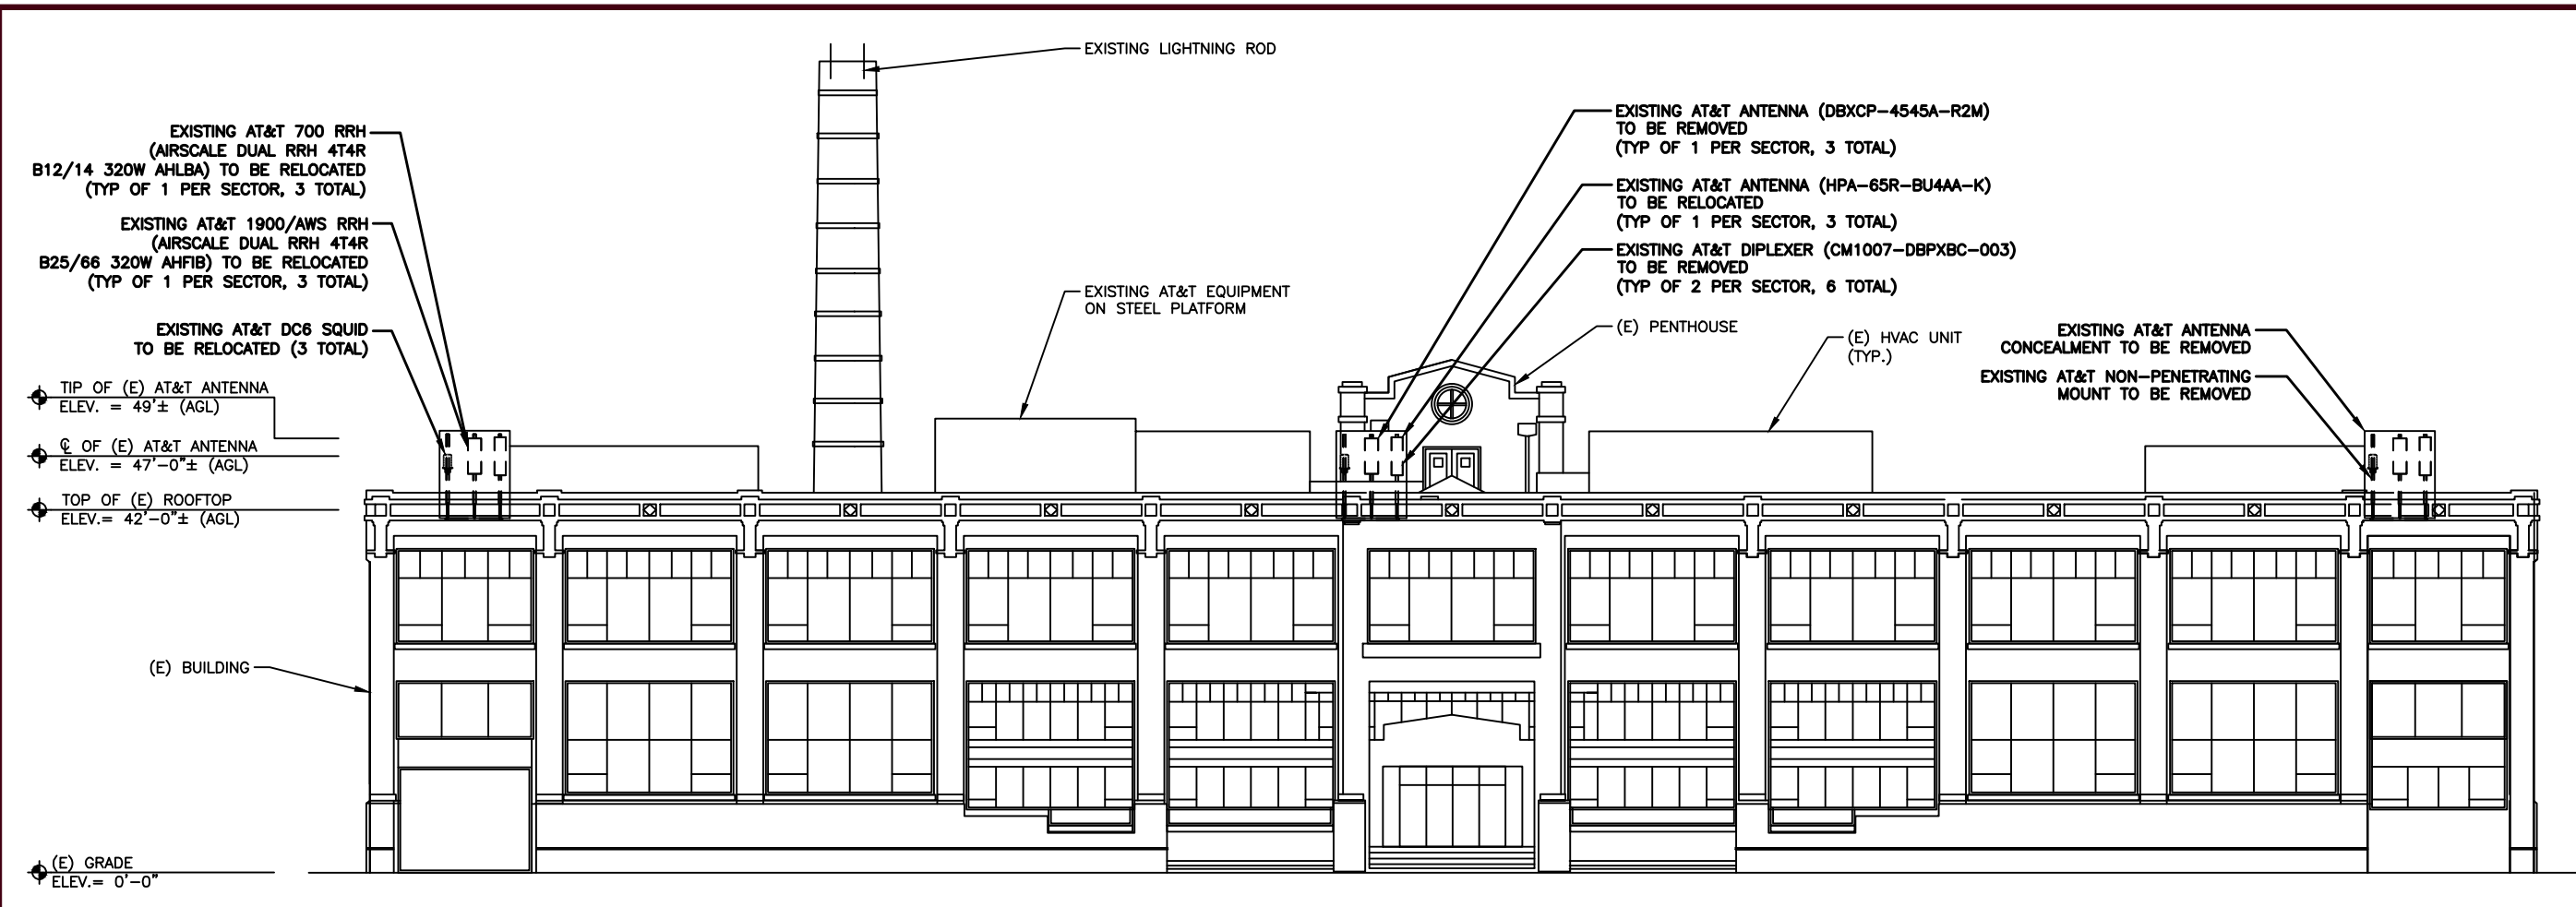 EXISTING LIGHTNING ROD
EXISTING AT&T 700 RRH
(AIRSCALE DUAL RRH 4T4R
B12/14 320W AHLBA) TO BE RELOCATED
(TYP OF 1 PER SECTOR, 3 TOTAL)
EXISTING AT&T 1900/AWS RRH
(AIRSCALE DUAL RRH 4T4R
B25/66 320W AHFIB) TO BE RELOCATED
(TYP OF 1 PER SECTOR, 3 TOTAL)
EXISTING AT&T DC6 SQUID
TO BE RELOCATED (3 TOTAL)
TIP OF (E) AT&T ANTENNA
ELEV. = 49'± (AGL)
℄ OF (E) AT&T ANTENNA
ELEV. = 47'-0"± (AGL)
TOP OF (E) ROOFTOP
ELEV.= 42'-0"± (AGL)
(E) BUILDING
(E) GRADE
ELEV.= 0'-0"
EXISTING AT&T EQUIPMENT
ON STEEL PLATFORM
EXISTING AT&T ANTENNA (DBXCP-4545A-R2M)
TO BE REMOVED
(TYP OF 1 PER SECTOR, 3 TOTAL)
EXISTING AT&T ANTENNA (HPA-65R-BU4AA-K)
TO BE RELOCATED
(TYP OF 1 PER SECTOR, 3 TOTAL)
EXISTING AT&T DIPLEXER (CM1007-DBPXBC-003)
TO BE REMOVED
(TYP OF 2 PER SECTOR, 6 TOTAL)
(E) PENTHOUSE
(E) HVAC UNIT
(TYP.)
EXISTING AT&T ANTENNA
CONCEALMENT TO BE REMOVED
EXISTING AT&T NON-PENETRATING
MOUNT TO BE REMOVED